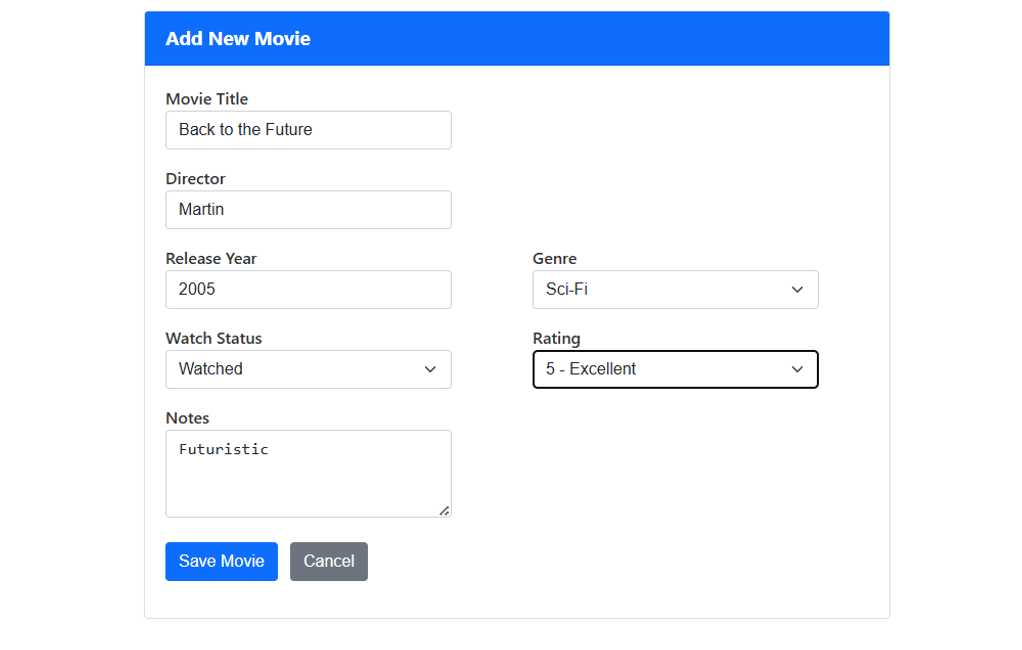 Add New Movie
Movie Title
Back to the Future
Director
Martin
Release Year
Genre
2005
Sci-Fi
Watch Status
Rating
Watched
5 - Excellent
Notes
Futuristic
Save Movie
Cancel